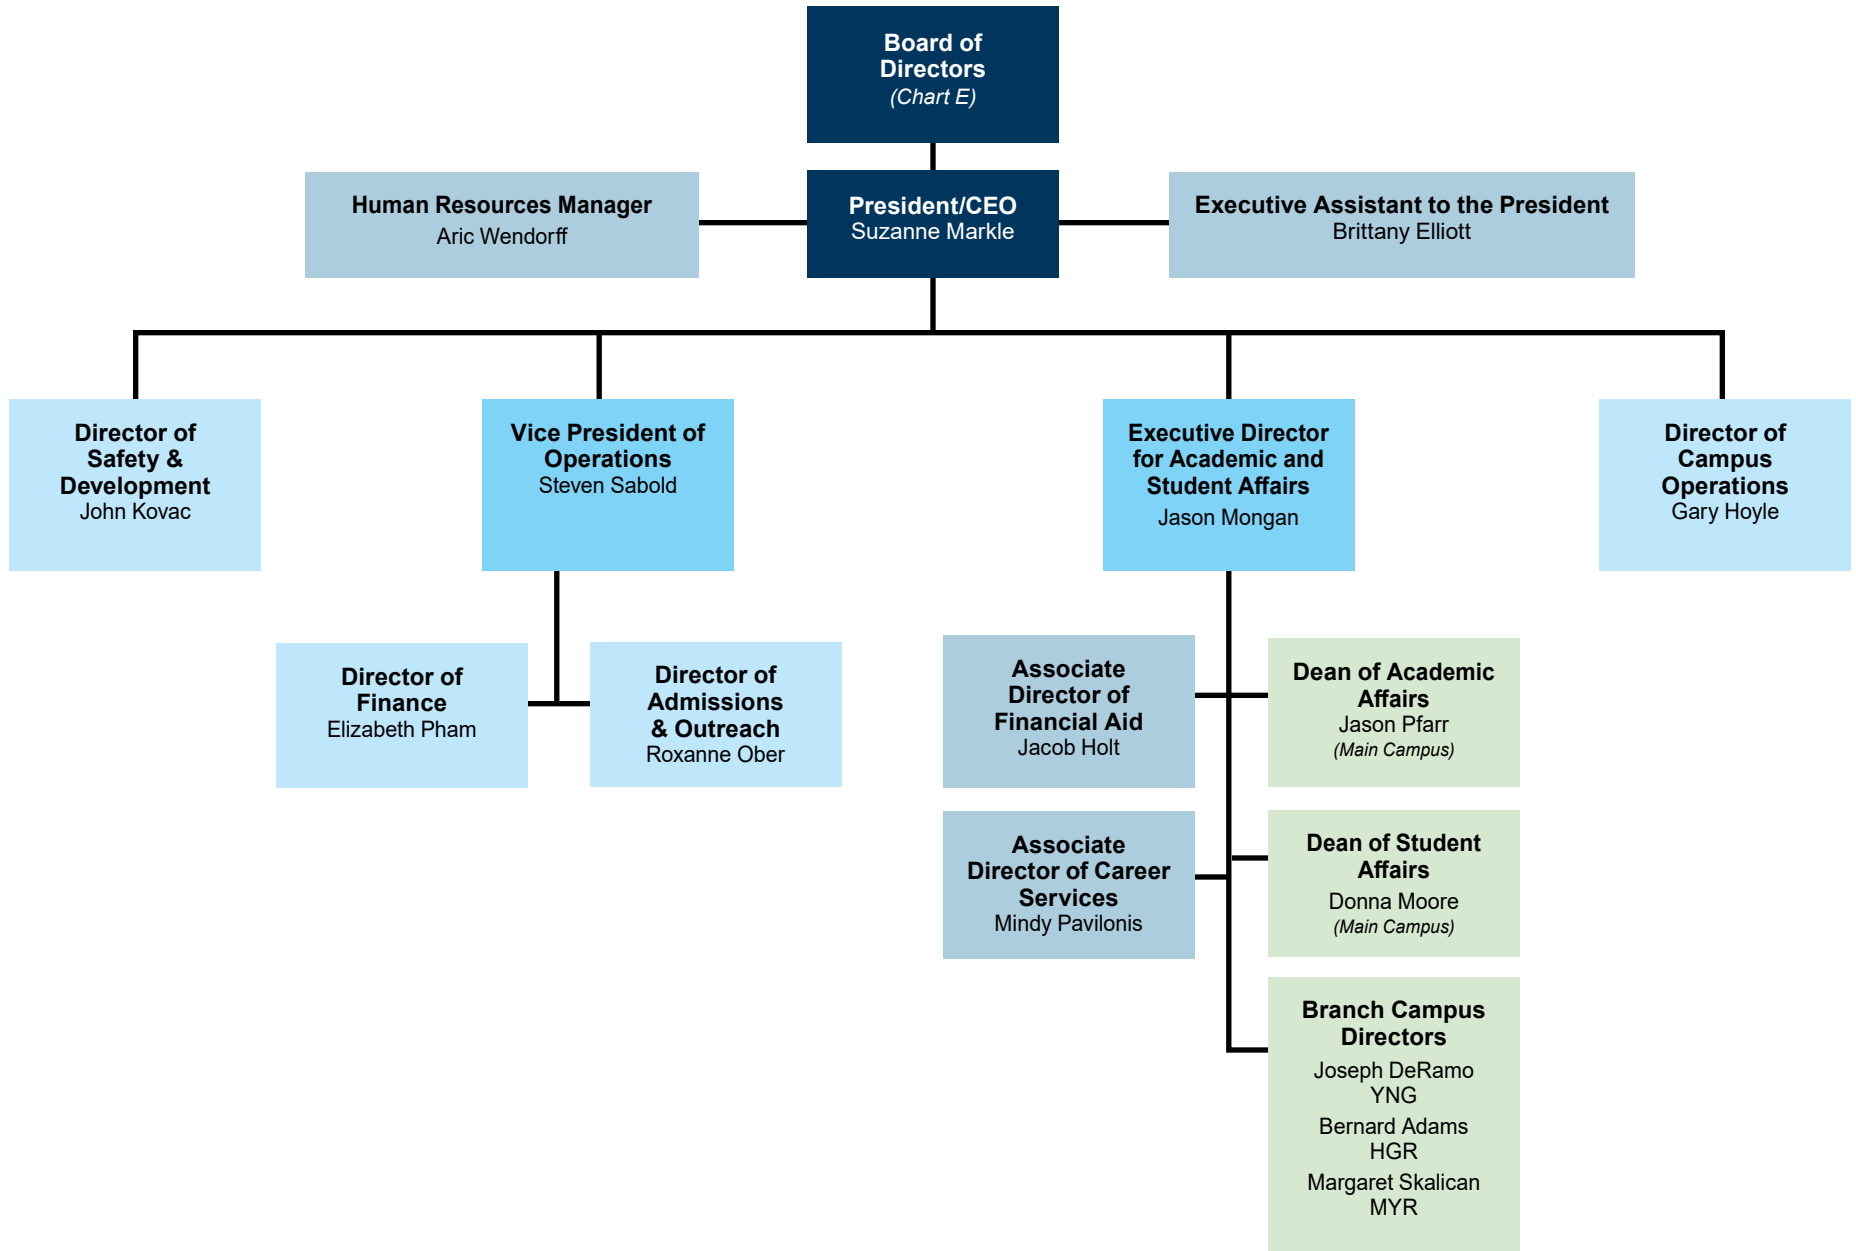 Board of
Directors
(Chart E)
Human Resources Manager
Aric Wendorff
President/CEO
Suzanne Markle
Executive Assistant to the President
Brittany Elliott
Director of
Safety &
Development
John Kovac
Vice President of
Operations
Steven Sabold
Executive Director
for Academic and
Student Affairs
Jason Mongan
Director of
Campus
Operations
Gary Hoyle
Director of
Finance
Elizabeth Pham
Director of
Admissions
& Outreach
Roxanne Ober
Associate
Director of
Financial Aid
Jacob Holt
Dean of Academic
Affairs
Jason Pfarr
(Main Campus)
Associate
Director of Career
Services
Mindy Pavilonis
Dean of Student
Affairs
Donna Moore
(Main Campus)
Branch Campus
Directors
Joseph DeRamo
YNG
Bernard Adams
HGR
Margaret Skalican
MYR